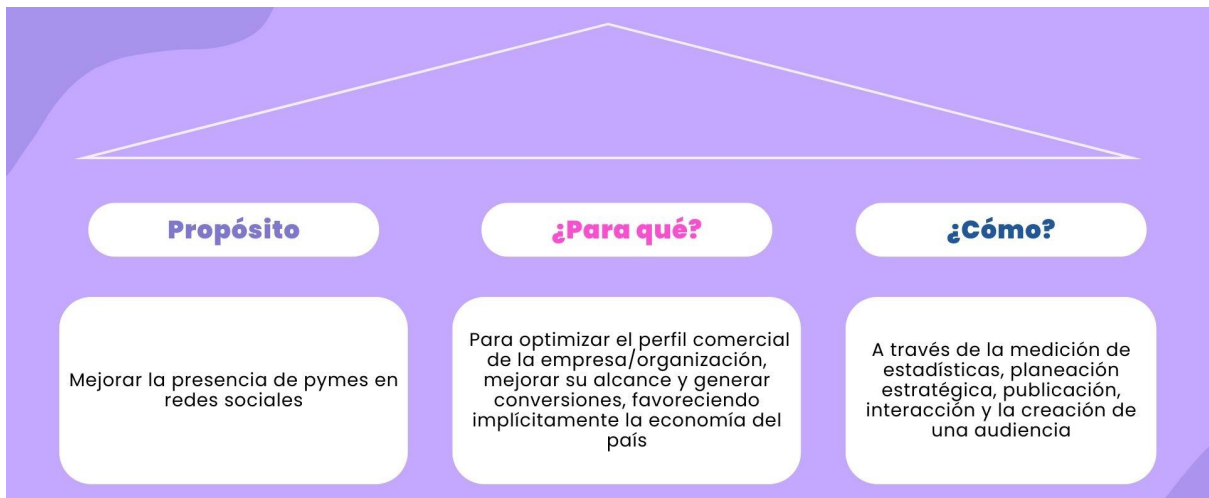 Propósito
¿Para qué?
¿Cómo?
Mejorar la presencia de pymes en
redes sociales
Para optimizar el perfil comercial
de la empresa/organización,
mejorar su alcance y generar
conversiones, favoreciendo
implícitamente la economía del
país
A través de la medición de
estadísticas, planeación
estratégica, publicación,
interacción y la creación de
una audiencia